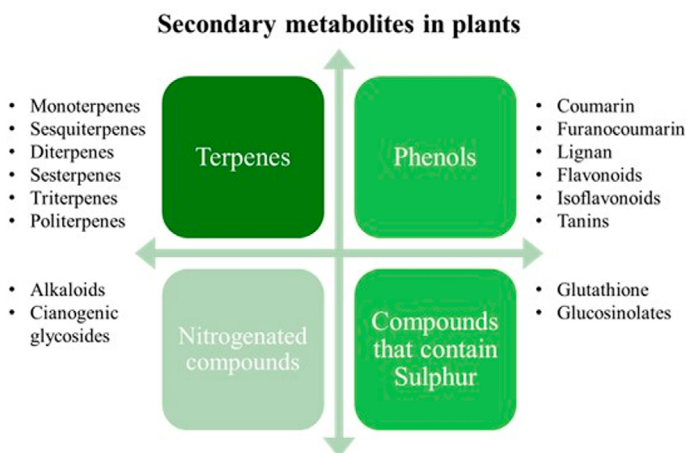 Secondary metabolites in plants
• Monoterpenes
• Sesquiterpenes
• Diterpenes
• Sesterpenes
• Triterpenes
• Politerpenes
Terpenes
Phenols
• Coumarin
• Furanocoumarin
• Lignan
• Flavonoids
• Isoflavonoids
• Tanins
• Alkaloids
• Cianogenic
glycosides
Nitrogenated
compounds
Compounds
that contain
Sulphur
• Glutathione
• Glucosinolates